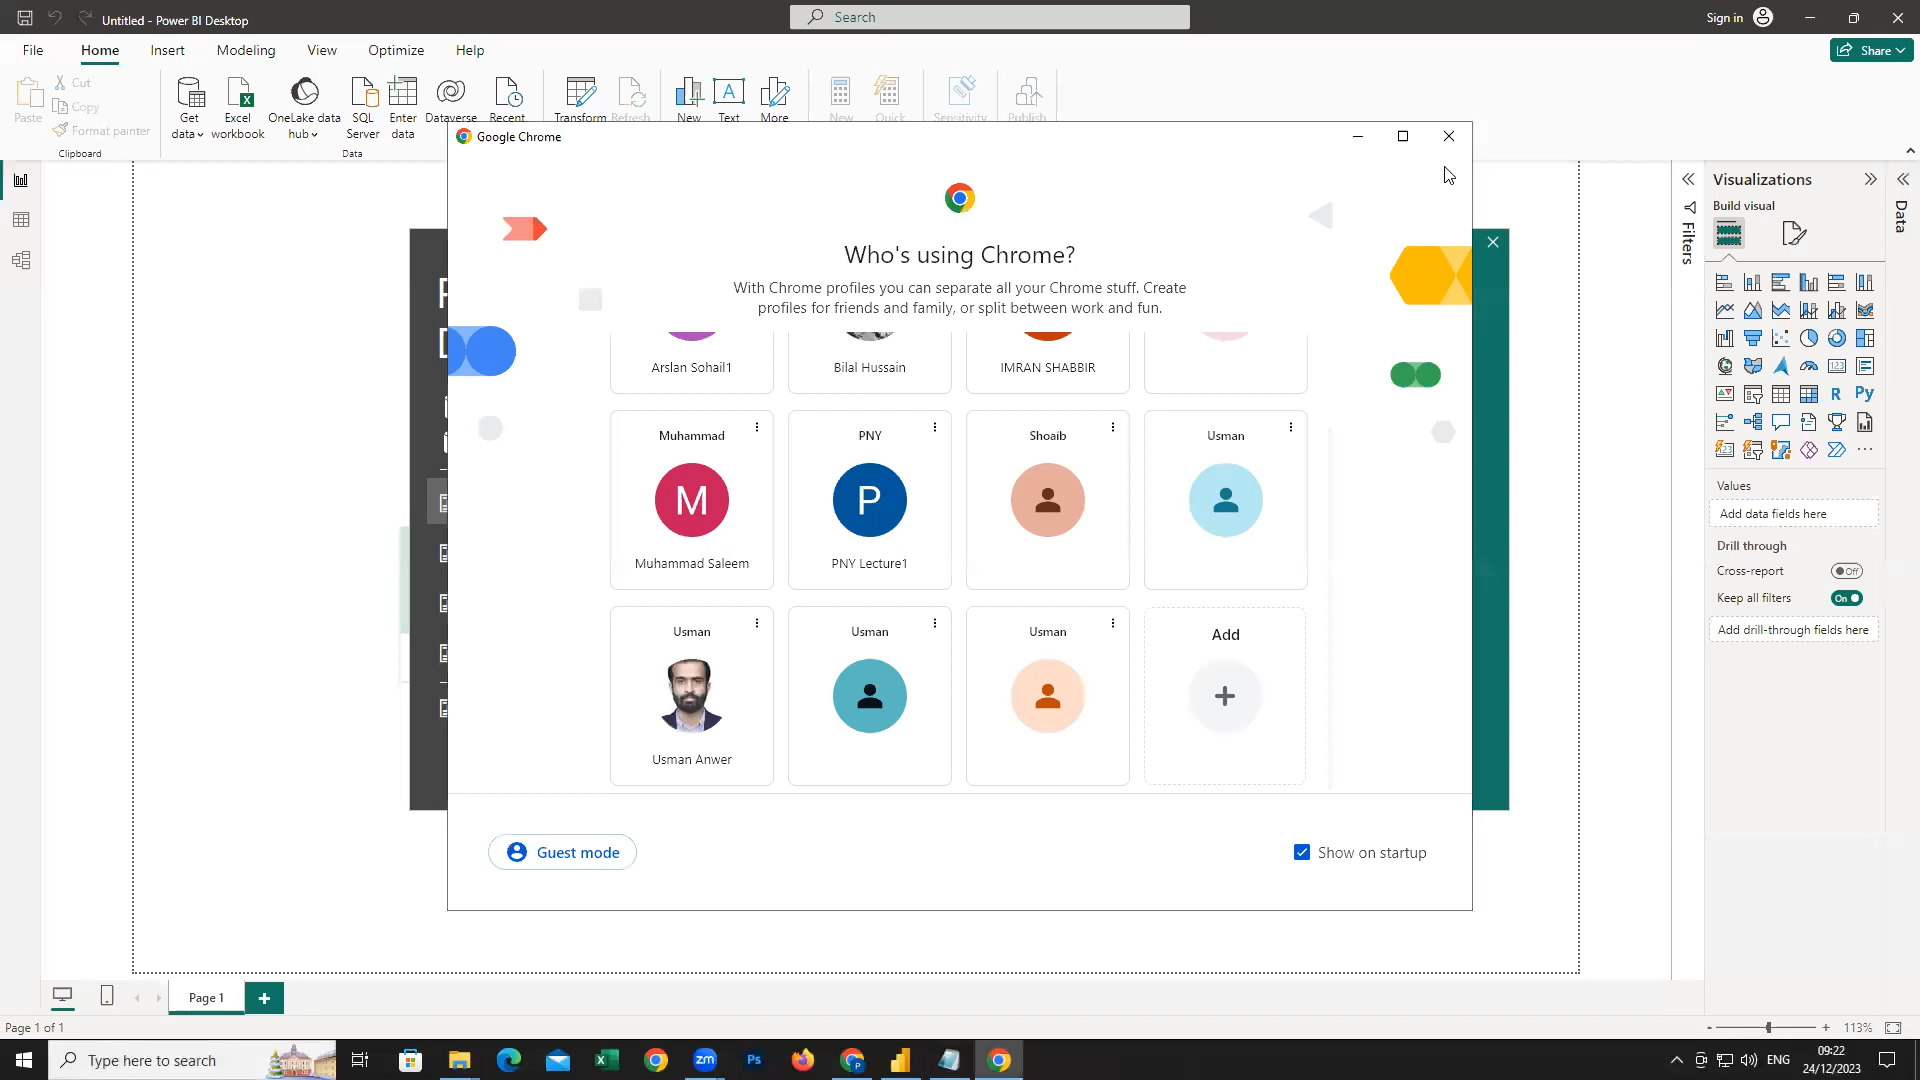 Untitled - Power BI Desktop
Search
Sign in
File
Home
Insert
Modeling
View
Optimize
Help
Share
Paste
Cut
Copy
Format painter
Clipboard
Get data
Excel workbook
OneLake data hub
SQL Server
Enter data
Dataverse
Recent
Data
Transform
Refresh
New
Text
More
New
Quick
Sensitivity
Publish
Google Chrome
Who's using Chrome?
With Chrome profiles you can separate all your Chrome stuff. Create
profiles for friends and family, or split between work and fun.
Arslan Sohail1
Bilal Hussain
IMRAN SHABBIR
Muhammad
PNY
Shoaib
Usman
M
P
Muhammad Saleem
PNY Lecture1
Usman
Usman
Usman
Add
Usman Anwer
Guest mode
Show on startup
Filters
Visualizations
Build visual
Data
123
R
Py
123
Values
Add data fields here
Drill through
Cross-report
Off
Keep all filters
On
Add drill-through fields here
Page 1
Page 1 of 1
113%
Type here to search
zm
Ps
ENG
09:22
24/12/2023